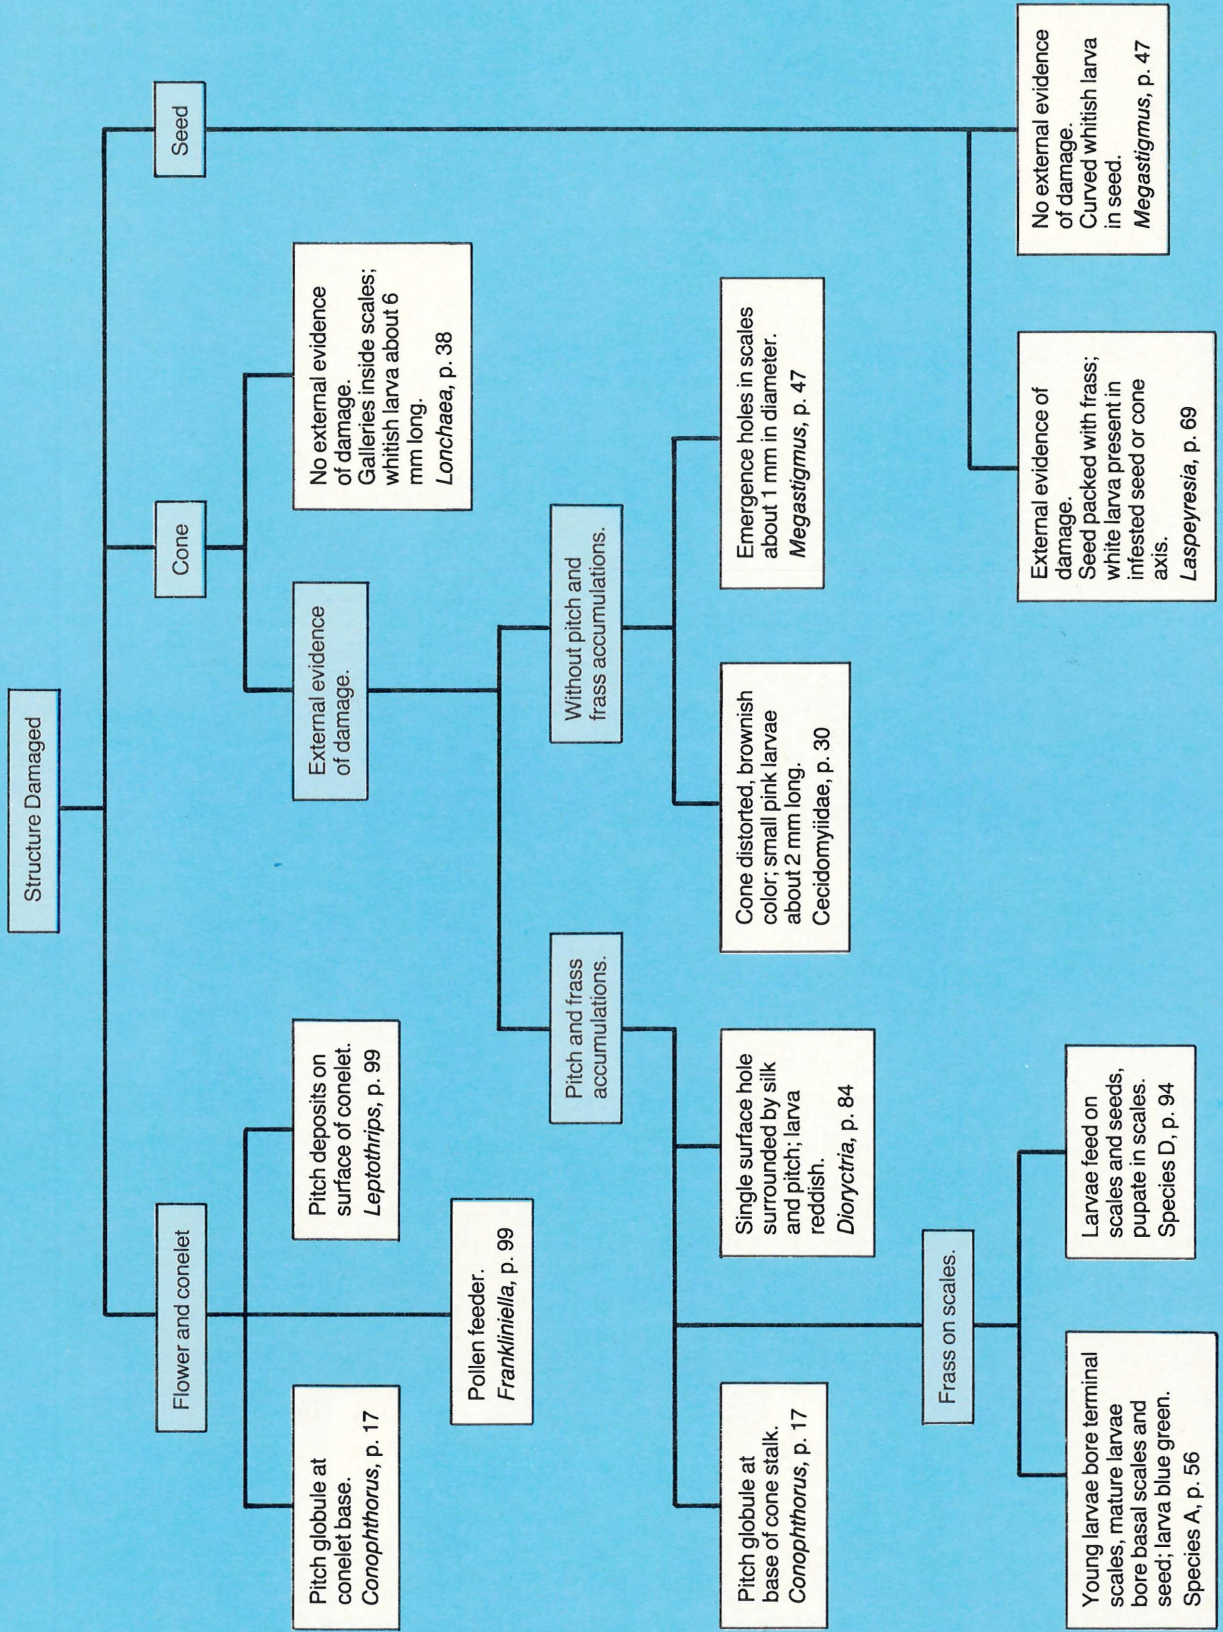 Structure Damaged
Flower and conelet
Cone
Seed
Pitch globule at
conelet base.
Conophthorus, p. 17
Pitch deposits on
surface of conelet.
Leptothrips, p. 99
External evidence
of damage.
No external evidence
of damage.
Galleries inside scales;
whitish larva about 6
mm long.
Lonchaea, p. 38
Pollen feeder.
Frankliniella, p. 99
Pitch and frass
accumulations.
Without pitch and
frass accumulations.
Pitch globule at
base of cone stalk.
Conophthorus, p. 17
Single surface hole
surrounded by silk
and pitch; larva
reddish.
Dioryctria, p. 84
Cone distorted, brownish
color; small pink larvae
about 2 mm long.
Cecidomyiidae, p. 30
Emergence holes in scales
about 1 mm in diameter.
Megastigmus, p. 47
Frass on scales.
External evidence of
damage.
Seed packed with frass;
white larva present in
infested seed or cone
axis.
Laspeyresia, p. 69
No external evidence
of damage.
Curved whitish larva
in seed.
Megastigmus, p. 47
Young larvae bore terminal
scales, mature larvae
bore basal scales and
seed; larva blue green.
Species A, p. 56
Larvae feed on
scales and seeds,
pupate in scales.
Species D, p. 94